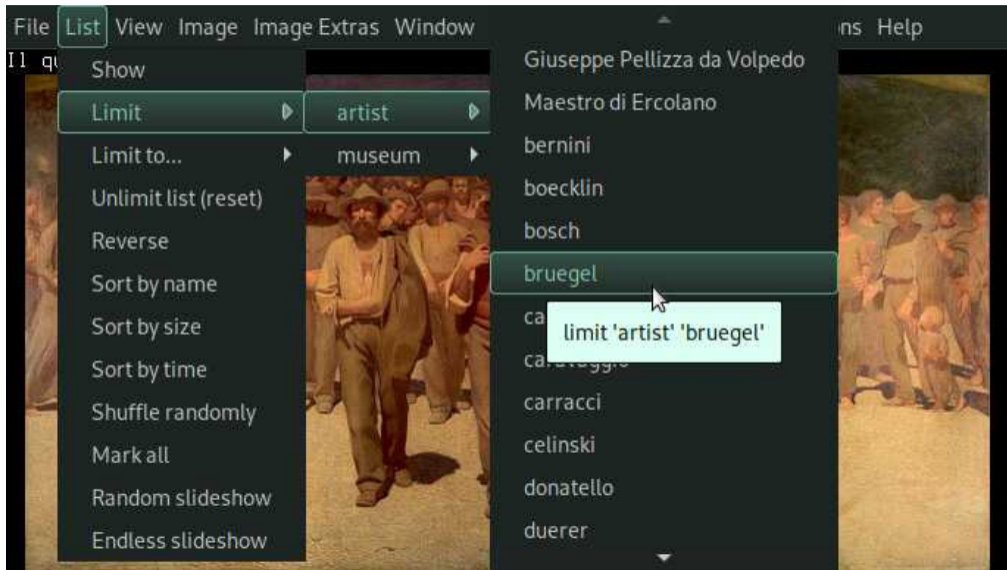 File List View Image Image Extras Window ns Help
Il qu
Show
Limit
Limit to...
Unlimit list (reset)
Reverse
Sort by name
Sort by size
Sort by time
Shuffle randomly
Mark all
Random slideshow
Endless slideshow
artist
museum
Giuseppe Pellizza da Volpedo
Maestro di Ercolano
bernini
boecklin
bosch
bruegel
ca
limit 'artist' 'bruegel'
caravaggio
carracci
celinski
donatello
duerer